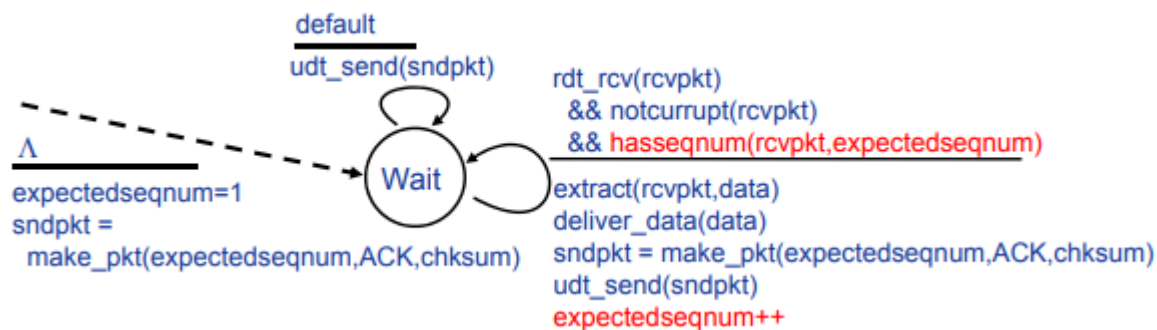 default
udt_send(sndpkt)
rdt_rcv(rcvpkt)
&& notcurrupt(rcvpkt)
&& hasseqnum(rcvpkt,expectedseqnum)
Λ
expectedseqnum=1
sndpkt =
make_pkt(expectedseqnum,ACK,chksum)
Wait
extract(rcvpkt,data)
deliver_data(data)
sndpkt = make_pkt(expectedseqnum,ACK,chksum)
udt_send(sndpkt)
expectedseqnum++